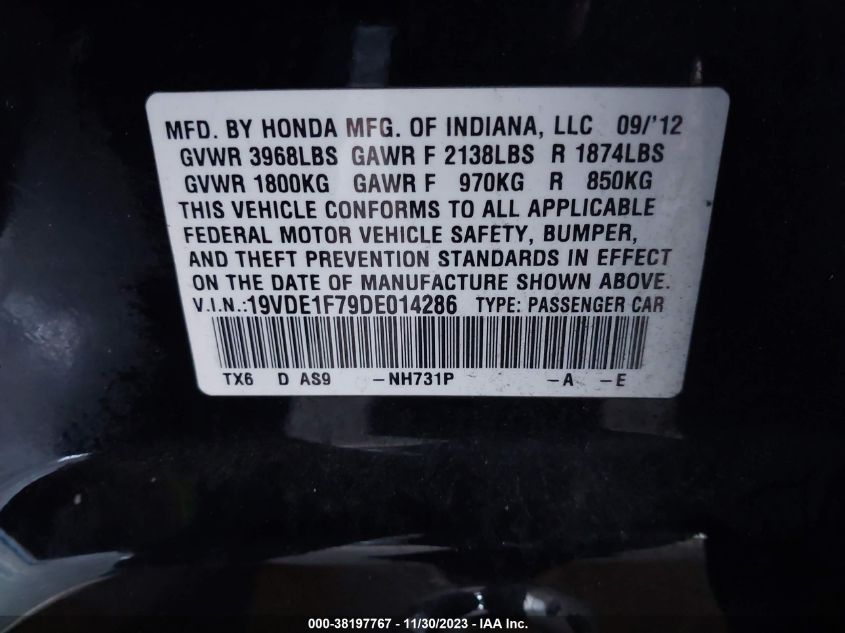 MFD. BY HONDA MFG. OF INDIANA, LLC 09/'12
GVWR 3968LBS GAWR F 2138LBS R 1874LBS
GVWR 1800KG GAWR F 970KG R 850KG
THIS VEHICLE CONFORMS TO ALL APPLICABLE
FEDERAL MOTOR VEHICLE SAFETY, BUMPER,
AND THEFT PREVENTION STANDARDS IN EFFECT
ON THE DATE OF MANUFACTURE SHOWN ABOVE.
V.I.N.:19VDE1F79DE014286 TYPE: PASSENGER CAR
TX6 D AS9 -NH731P -A -E
000-38197767 - 11/30/2023 - © IAA Inc.